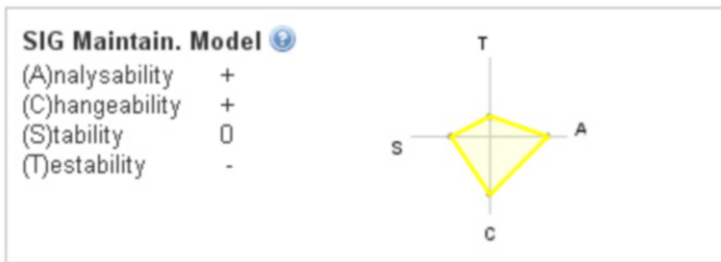 SIG Maintain. Model ?
(A)nalysability +
(C)hangeability +
(S)tability 0
(T)estability -
T
A
S
C